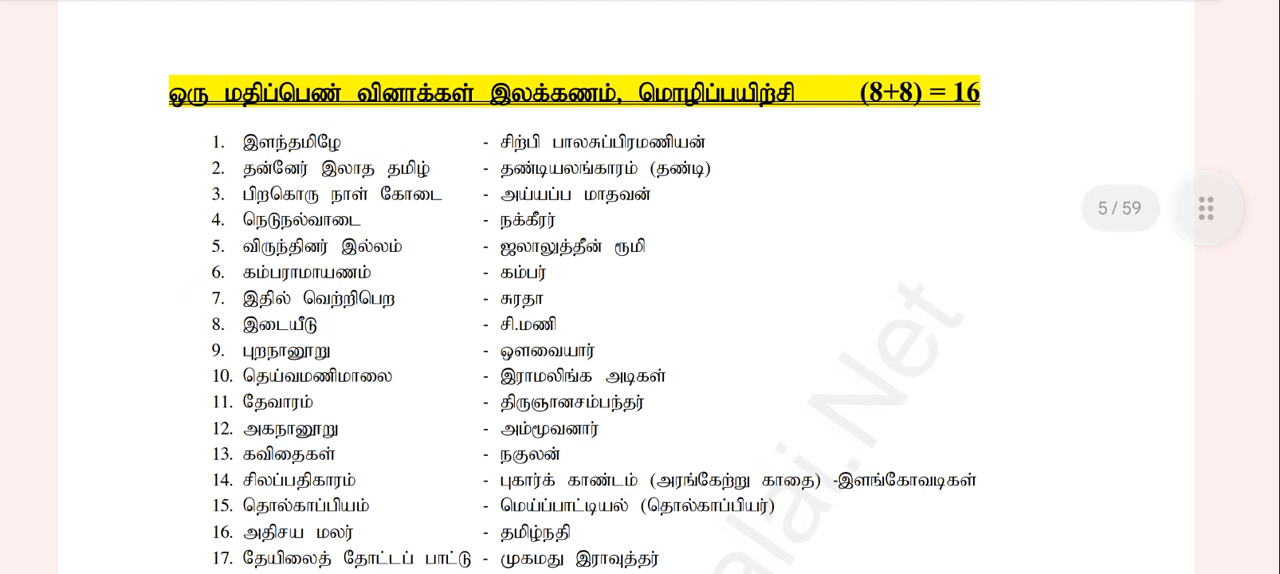 ஒரு மதிப்பெண் வினாக்கள் இலக்கணம், மொழிப்பயிற்சி (8+8) = 16
1. இளந்தமிழே - சிற்பி பாலசுப்பிரமணியன்
2. தன்னேர் இலாத தமிழ் - தண்டியலங்காரம் (தண்டி)
3. பிறகொரு நாள் கோடை - அய்யப்ப மாதவன்
4. நெடுநல்வாடை - நக்கீரர்
5. விருந்தினர் இல்லம் - ஜலாலுத்தீன் ரூமி
6. கம்பராமாயணம் - கம்பர்
7. இதில் வெற்றிபெற - சுரதா
8. இடையீடு - சி.மணி
9. புறநானூறு - ஒளவையார்
10. தெய்வமணிமாலை - இராமலிங்க அடிகள்
11. தேவாரம் - திருஞானசம்பந்தர்
12. அகநானூறு - அம்மூவனார்
13. கவிதைகள் - நகுலன்
14. சிலப்பதிகாரம் - புகார்க் காண்டம் (அரங்கேற்று காதை) -இளங்கோவடிகள்
15. தொல்காப்பியம் - மெய்ப்பாட்டியல் (தொல்காப்பியர்)
16. அதிசய மலர் - தமிழ்நதி
17. தேயிலைத் தோட்டப் பாட்டு - முகமது இராவுத்தர்
5 / 59
alai.Net